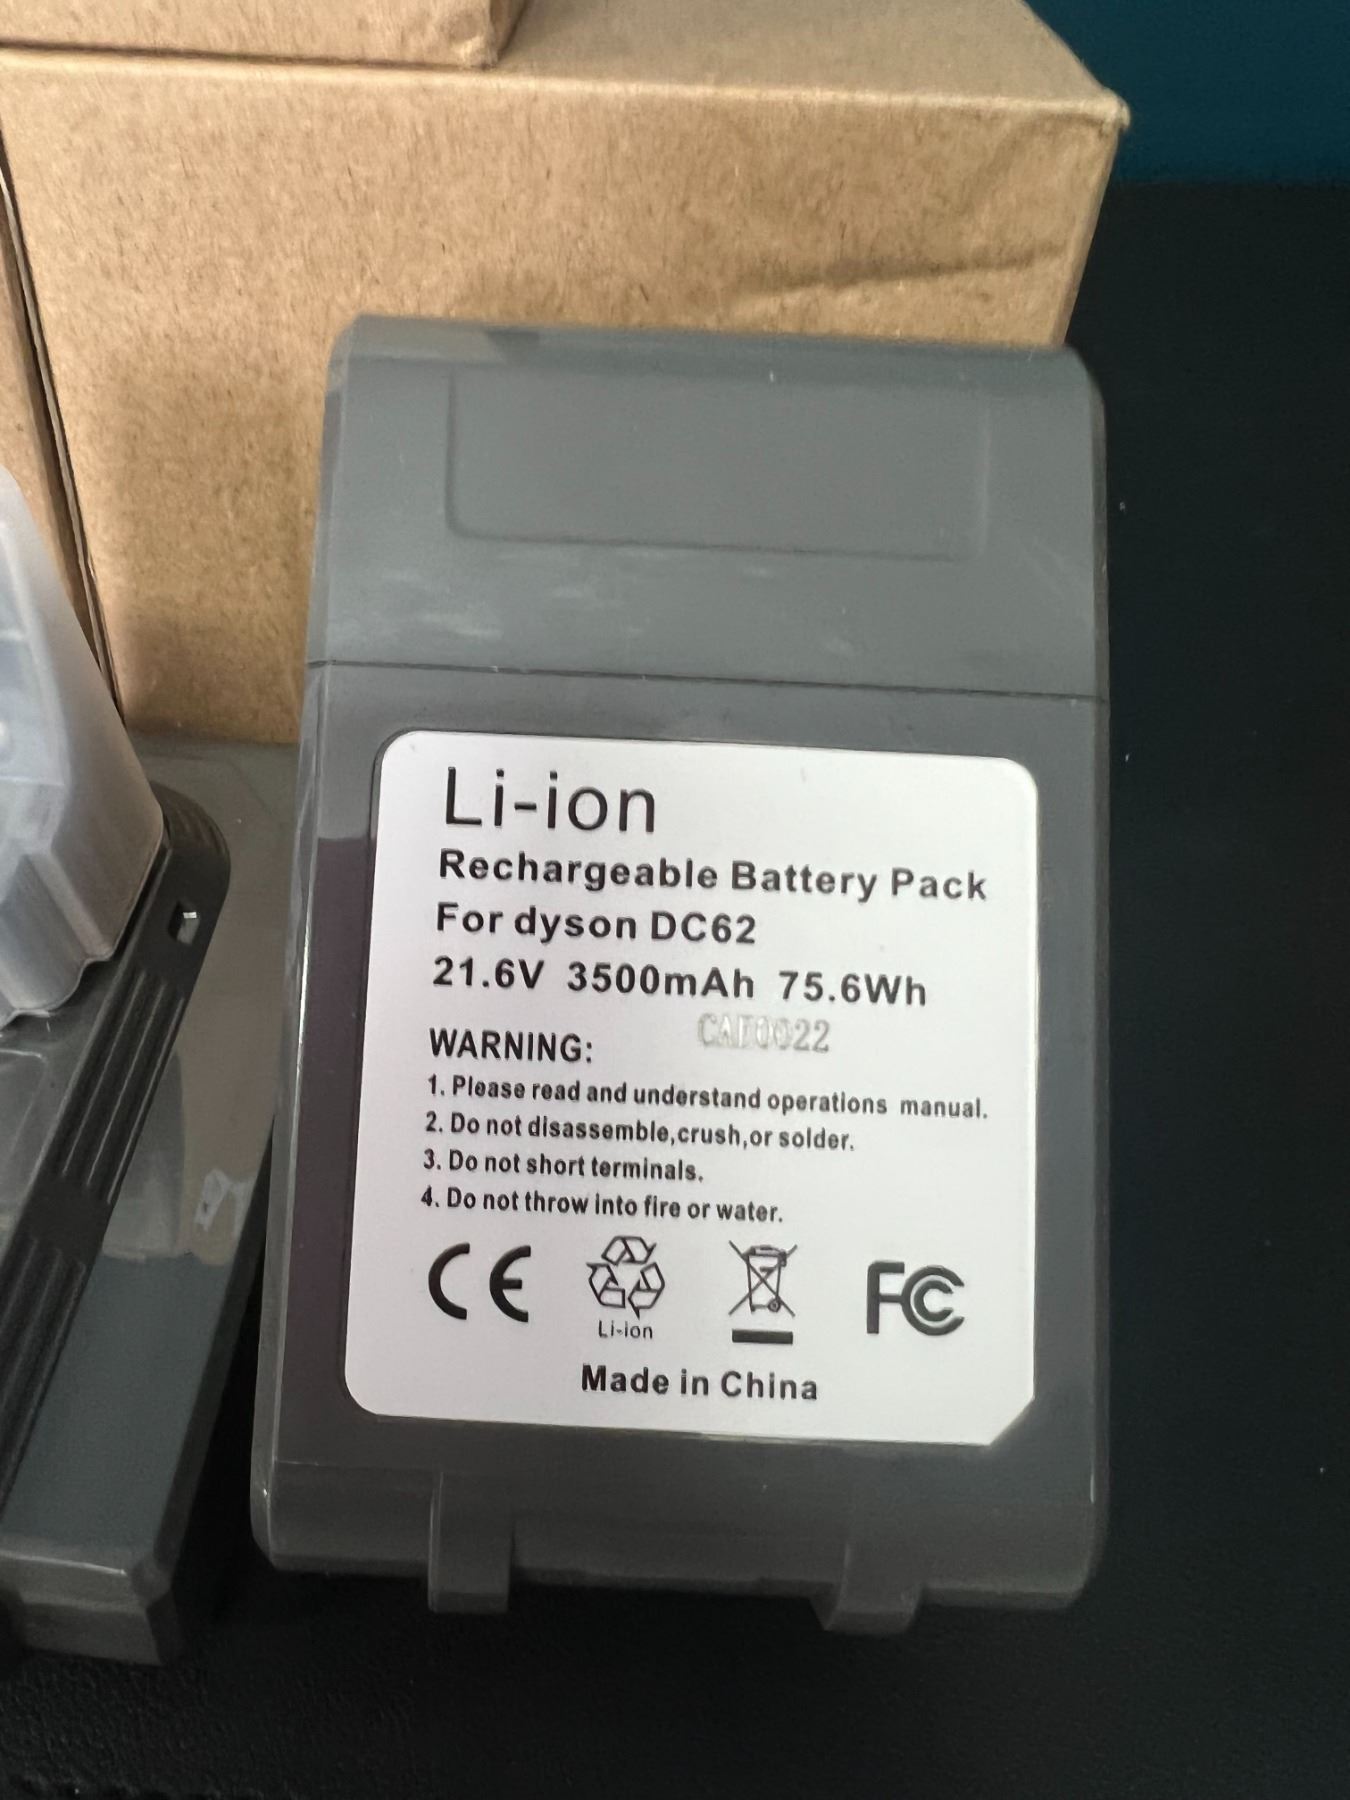 Li-ion
Rechargeable Battery Pack
For dyson DC62
21.6V 3500mAh 75.6Wh
WARNING:
1. Please read and understand operations manual.
2. Do not disassemble,crush,or solder.
3. Do not short terminals.
4. Do not throw into fire or water.
CE
Li-ion
FC
Made in China